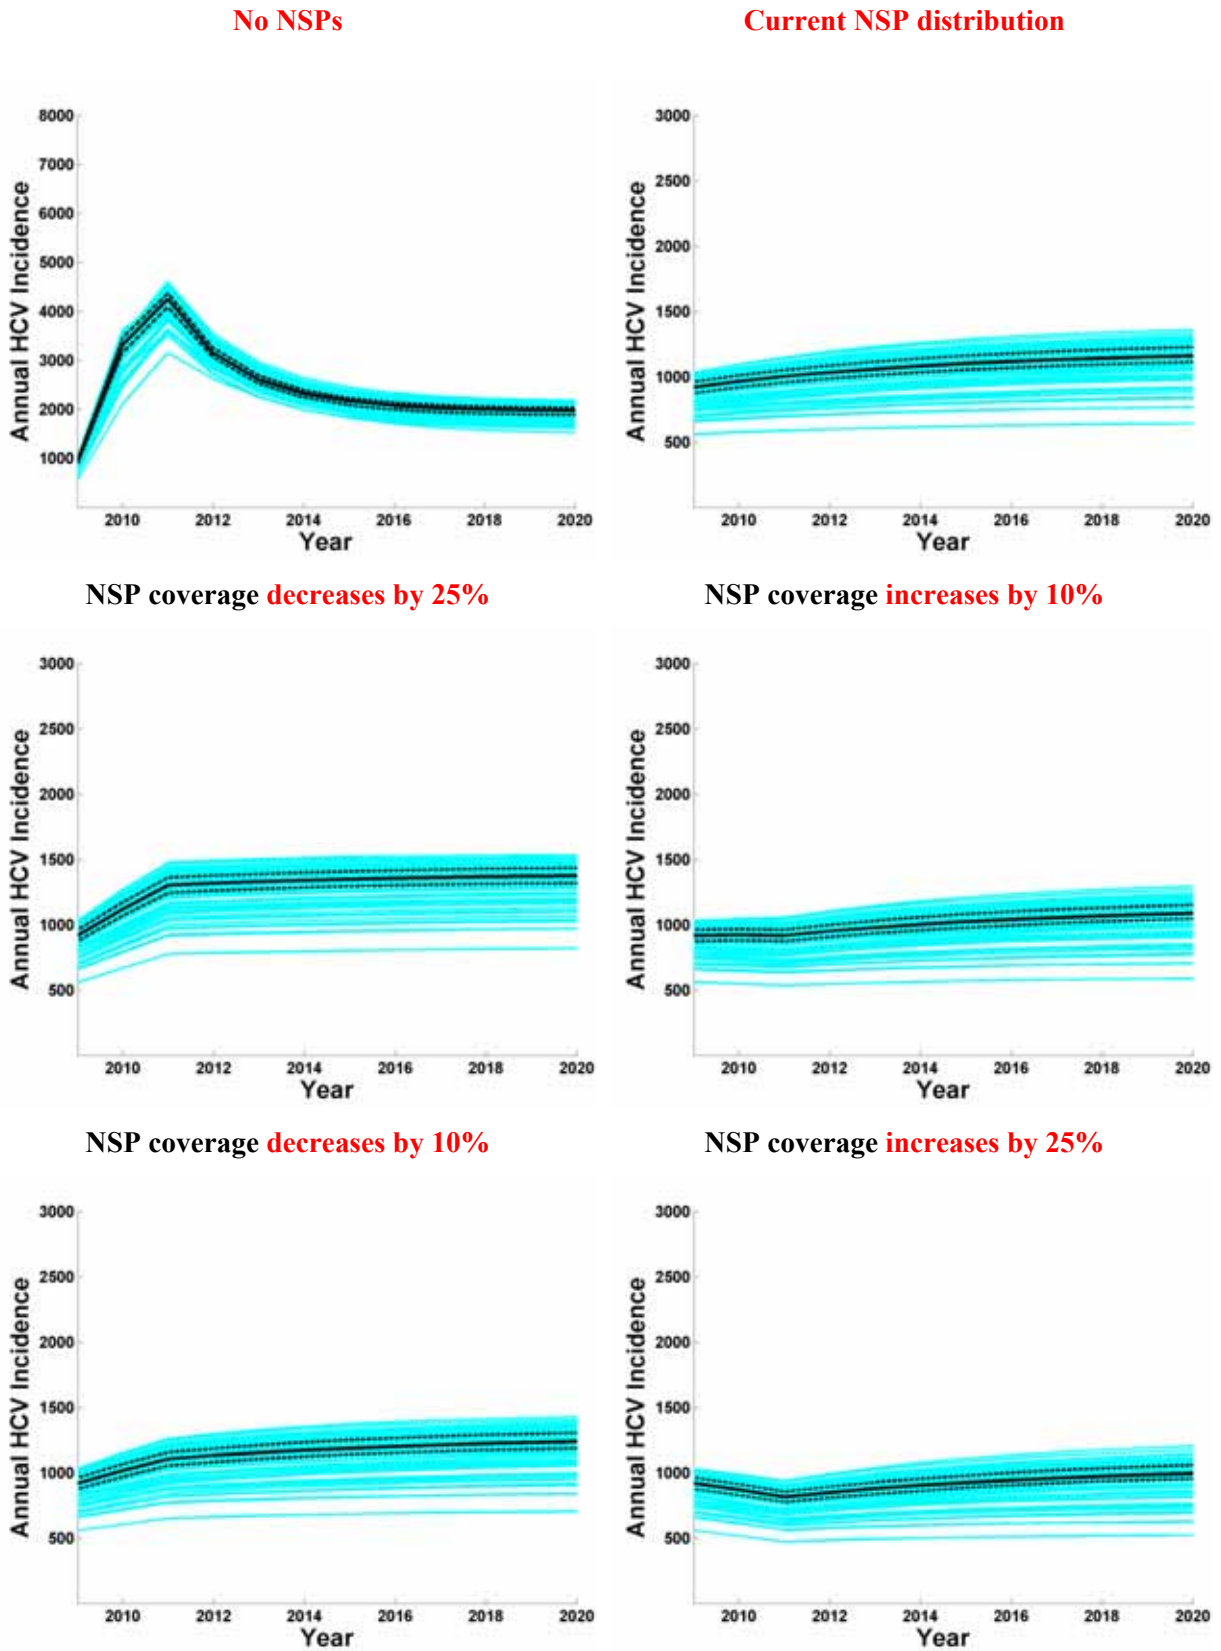 No NSPs
Current NSP distribution
8000
7000
6000
5000
4000
3000
2000
1000
Annual HCV Incidence
2010 2012 2014 2016 2018 2020
Year
3000
2500
2000
1500
1000
500
Annual HCV Incidence
2010 2012 2014 2016 2018 2020
Year
NSP coverage decreases by 25%
NSP coverage increases by 10%
3000
2500
2000
1500
1000
500
Annual HCV Incidence
2010 2012 2014 2016 2018 2020
Year
3000
2500
2000
1500
1000
500
Annual HCV Incidence
2010 2012 2014 2016 2018 2020
Year
NSP coverage decreases by 10%
NSP coverage increases by 25%
3000
2500
2000
1500
1000
500
Annual HCV Incidence
2010 2012 2014 2016 2018 2020
Year
3000
2500
2000
1500
1000
500
Annual HCV Incidence
2010 2012 2014 2016 2018 2020
Year